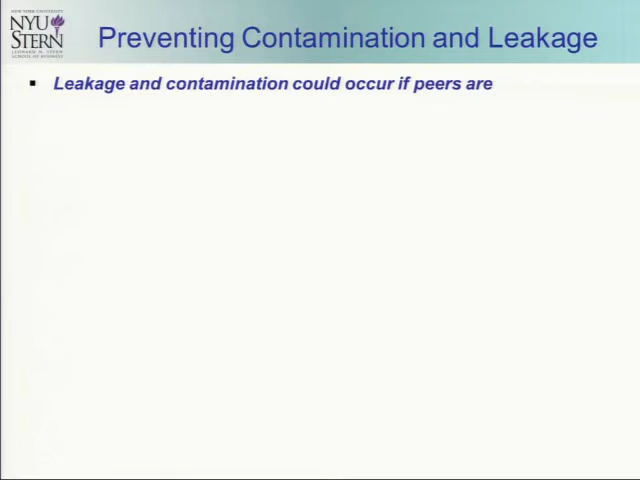 NEW YORK UNIVERSITY
NYU
STERN
LEONARD N. STERN
SCHOOL OF BUSINESS
Preventing Contamination and Leakage
▪ Leakage and contamination could occur if peers are